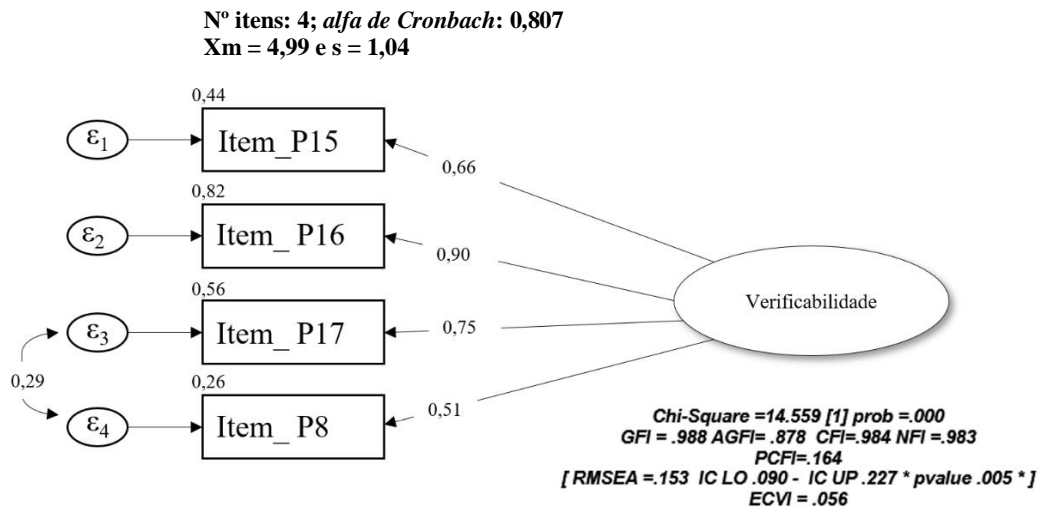 Nº itens: 4; alfa de Cronbach: 0,807
Xm = 4,99 e s = 1,04
0,44
ε1
Item_P15
0,66
0,82
ε2
Item_ P16
0,90
0,56
ε3
Item_ P17
0,75
Verificabilidade
0,29
0,26
ε4
Item_ P8
0,51
Chi-Square =14.559 [1] prob =.000
GFI = .988 AGFI= .878 CFI=.984 NFI =.983
PCFI=.164
[ RMSEA =.153 IC LO .090 - IC UP .227 * pvalue .005 * ]
ECVI = .056